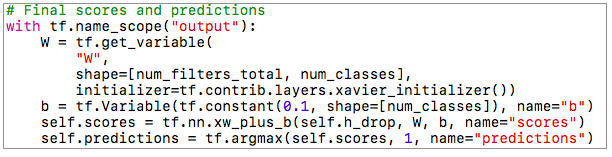 # Final scores and predictions
with tf.name_scope("output"):
    W = tf.get_variable(
        "W",
        shape=[num_filters_total, num_classes],
        initializer=tf.contrib.layers.xavier_initializer())
    b = tf.Variable(tf.constant(0.1, shape=[num_classes]), name="b")
    self.scores = tf.nn.xw_plus_b(self.h_drop, W, b, name="scores")
    self.predictions = tf.argmax(self.scores, 1, name="predictions")